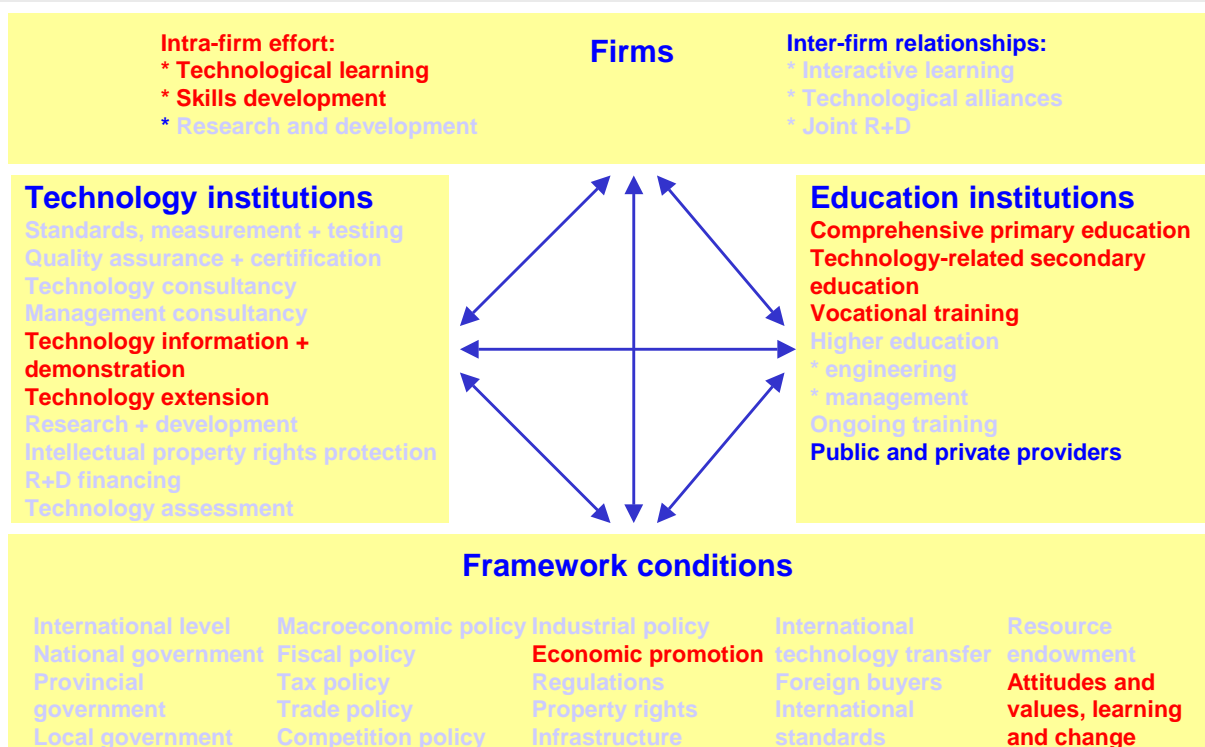 Firms
Intra-firm effort:
* Technological learning
* Skills development
* Research and development
Inter-firm relationships:
* Interactive learning
* Technological alliances
* Joint R+D
Technology institutions
Standards, measurement + testing
Quality assurance + certification
Technology consultancy
Management consultancy
Technology information +
demonstration
Technology extension
Research + development
Intellectual property rights protection
R+D financing
Technology assessment
Education institutions
Comprehensive primary education
Technology-related secondary
education
Vocational training
Higher education
* engineering
* management
Ongoing training
Public and private providers
Framework conditions
International level
National government
Provincial
government
Local government
Macroeconomic policy
Fiscal policy
Tax policy
Trade policy
Competition policy
Industrial policy
Economic promotion
Regulations
Property rights
Infrastructure
International
technology transfer
Foreign buyers
International
standards
Resource
endowment
Attitudes and
values, learning
and change